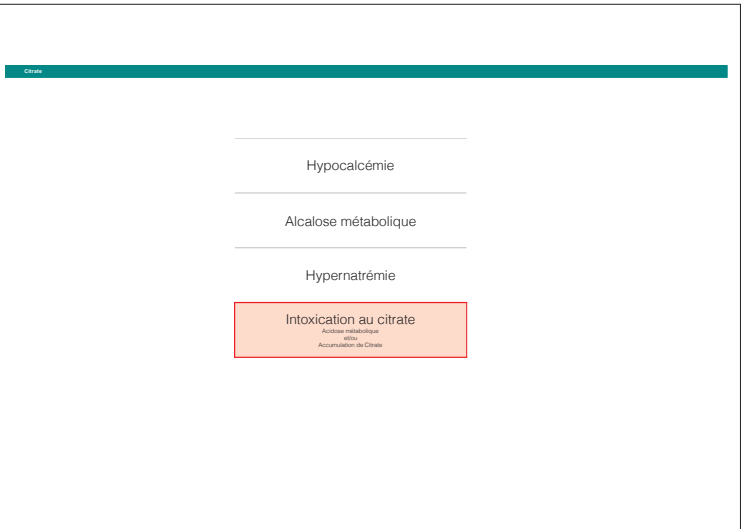 Citrate
Hypocalcémie
Alcalose métabolique
Hypernatrémie
Intoxication au citrate
Acidose métabolique
et/ou
Accumulation de Citrate